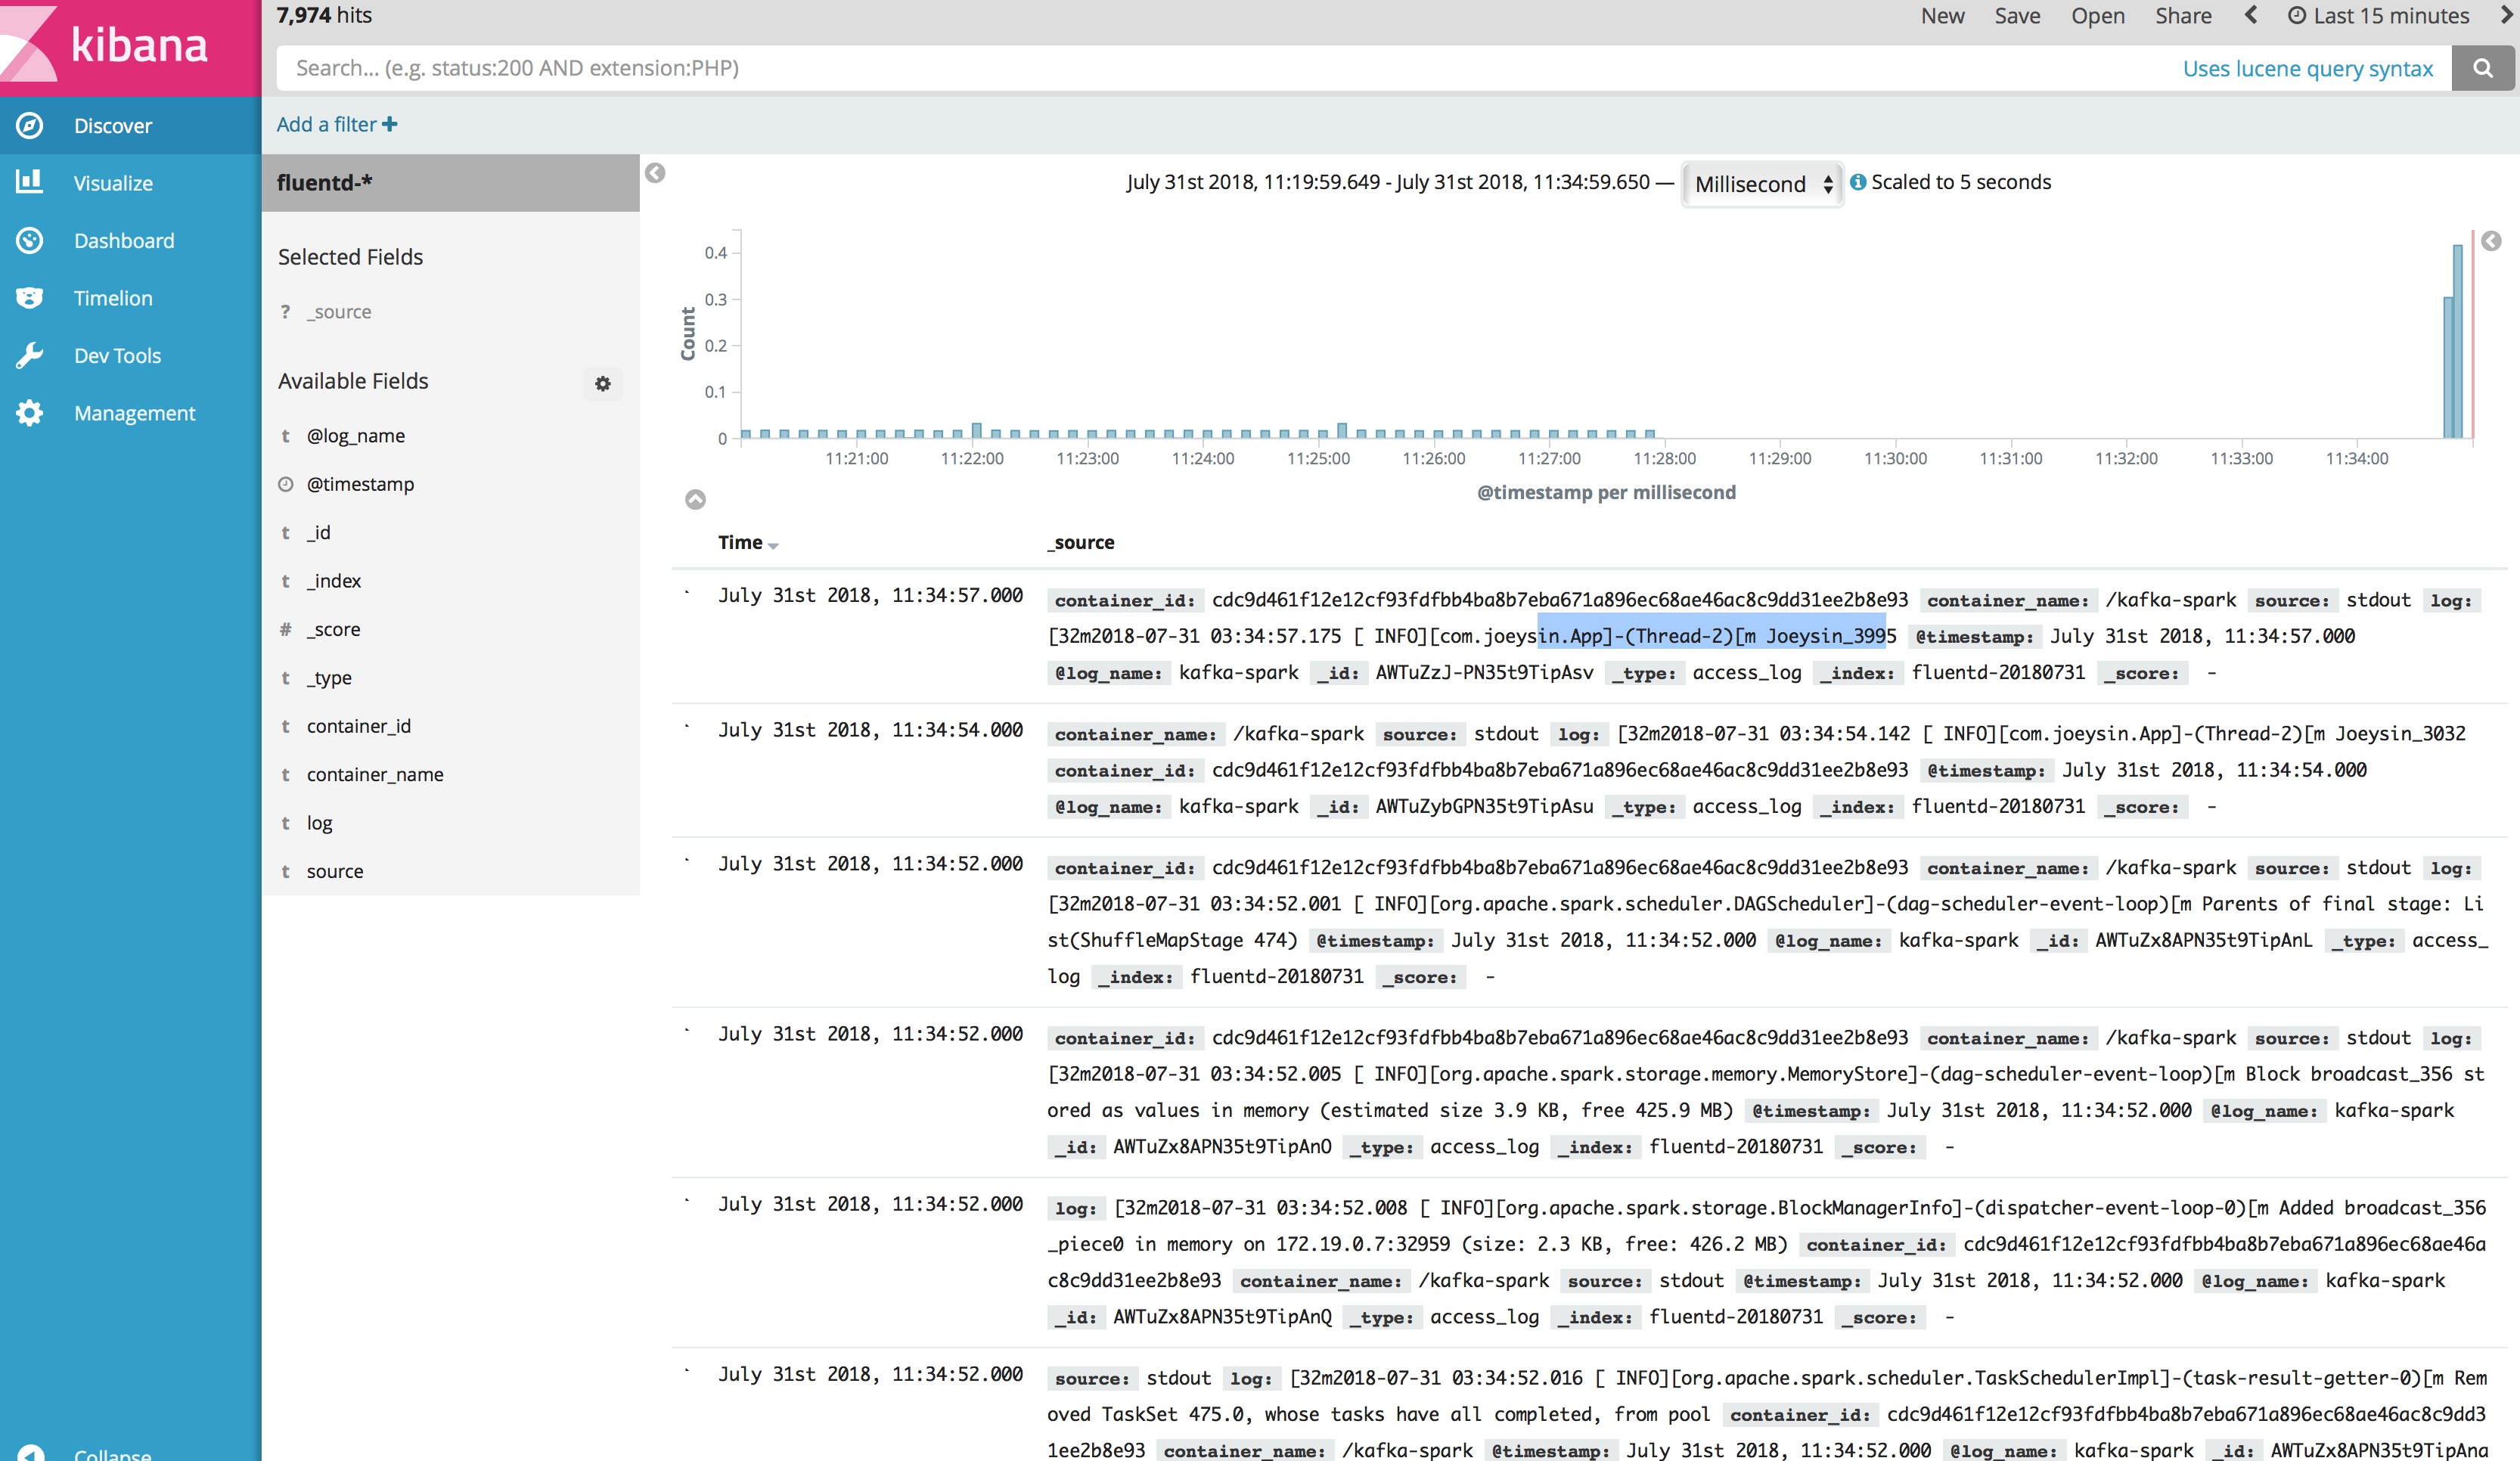 kibana
Discover
Visualize
Dashboard
Timelion
Dev Tools
Management
Collapse
7,974 hits
New Save Open Share Last 15 minutes
Search... (e.g. status:200 AND extension:PHP) Uses lucene query syntax
Add a filter
fluentd-*
Selected Fields
? _source
Available Fields
t @log_name
@timestamp
t _id
t _index
# _score
t _type
t container_id
t container_name
t log
t source
July 31st 2018, 11:19:59.649 - July 31st 2018, 11:34:59.650 — Millisecond Scaled to 5 seconds
Count
0.4
0.3
0.2
0.1
0
11:21:00 11:22:00 11:23:00 11:24:00 11:25:00 11:26:00 11:27:00 11:28:00 11:29:00 11:30:00 11:31:00 11:32:00 11:33:00 11:34:00
@timestamp per millisecond
Time _source
July 31st 2018, 11:34:57.000 container_id: cdc9d461f12e12cf93fdfbb4ba8b7eba671a896ec68ae46ac8c9dd31ee2b8e93 container_name: /kafka-spark source: stdout log:
[32m2018-07-31 03:34:57.175 [ INFO][com.joeysin.App]-(Thread-2)[m Joeysin_3995 @timestamp: July 31st 2018, 11:34:57.000
@log_name: kafka-spark _id: AWTuZzJ-PN35t9TipAsv _type: access_log _index: fluentd-20180731 _score: -
July 31st 2018, 11:34:54.000 container_name: /kafka-spark source: stdout log: [32m2018-07-31 03:34:54.142 [ INFO][com.joeysin.App]-(Thread-2)[m Joeysin_3032
container_id: cdc9d461f12e12cf93fdfbb4ba8b7eba671a896ec68ae46ac8c9dd31ee2b8e93 @timestamp: July 31st 2018, 11:34:54.000
@log_name: kafka-spark _id: AWTuZybGPN35t9TipAsu _type: access_log _index: fluentd-20180731 _score: -
July 31st 2018, 11:34:52.000 container_id: cdc9d461f12e12cf93fdfbb4ba8b7eba671a896ec68ae46ac8c9dd31ee2b8e93 container_name: /kafka-spark source: stdout log:
[32m2018-07-31 03:34:52.001 [ INFO][org.apache.spark.scheduler.DAGScheduler]-(dag-scheduler-event-loop)[m Parents of final stage: Li
st(ShuffleMapStage 474) @timestamp: July 31st 2018, 11:34:52.000 @log_name: kafka-spark _id: AWTuZx8APN35t9TipAnL _type: access_
log _index: fluentd-20180731 _score: -
July 31st 2018, 11:34:52.000 container_id: cdc9d461f12e12cf93fdfbb4ba8b7eba671a896ec68ae46ac8c9dd31ee2b8e93 container_name: /kafka-spark source: stdout log:
[32m2018-07-31 03:34:52.005 [ INFO][org.apache.spark.storage.memory.MemoryStore]-(dag-scheduler-event-loop)[m Block broadcast_356 st
ored as values in memory (estimated size 3.9 KB, free 425.9 MB) @timestamp: July 31st 2018, 11:34:52.000 @log_name: kafka-spark
_id: AWTuZx8APN35t9TipAnO _type: access_log _index: fluentd-20180731 _score: -
July 31st 2018, 11:34:52.000 log: [32m2018-07-31 03:34:52.008 [ INFO][org.apache.spark.storage.BlockManagerInfo]-(dispatcher-event-loop-0)[m Added broadcast_356
_piece0 in memory on 172.19.0.7:32959 (size: 2.3 KB, free: 426.2 MB) container_id: cdc9d461f12e12cf93fdfbb4ba8b7eba671a896ec68ae46a
c8c9dd31ee2b8e93 container_name: /kafka-spark source: stdout @timestamp: July 31st 2018, 11:34:52.000 @log_name: kafka-spark
_id: AWTuZx8APN35t9TipAnQ _type: access_log _index: fluentd-20180731 _score: -
July 31st 2018, 11:34:52.000 source: stdout log: [32m2018-07-31 03:34:52.016 [ INFO][org.apache.spark.scheduler.TaskSchedulerImpl]-(task-result-getter-0)[m Rem
oved TaskSet 475.0, whose tasks have all completed, from pool container_id: cdc9d461f12e12cf93fdfbb4ba8b7eba671a896ec68ae46ac8c9dd3
1ee2b8e93 container_name: /kafka-spark @timestamp: July 31st 2018, 11:34:52.000 @log_name: kafka-spark _id: AWTuZx8APN35t9TipAna